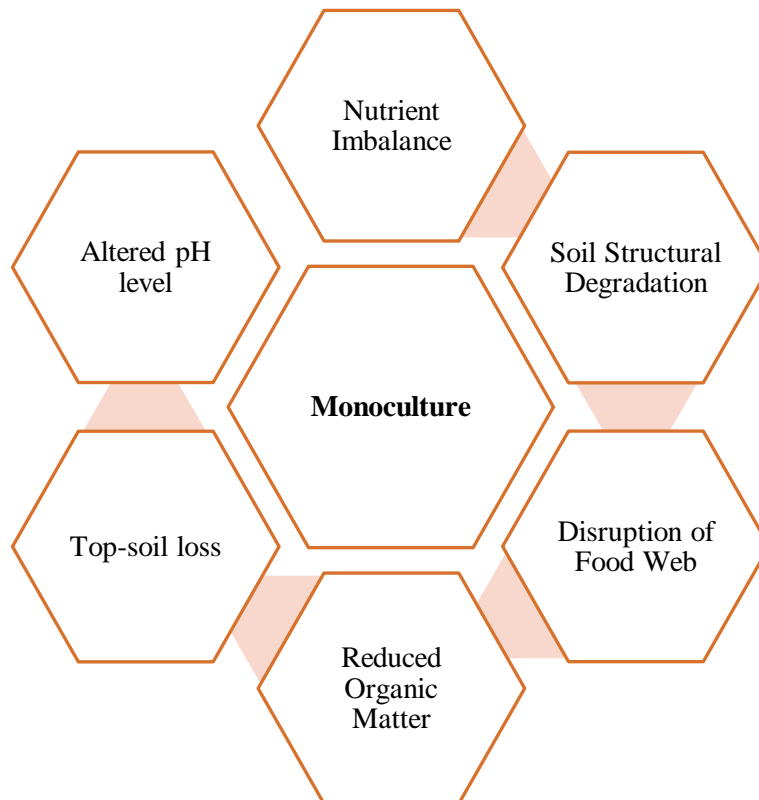 Nutrient
Imbalance
Altered pH
level
Soil Structural
Degradation
Monoculture
Top-soil loss
Disruption of
Food Web
Reduced
Organic
Matter